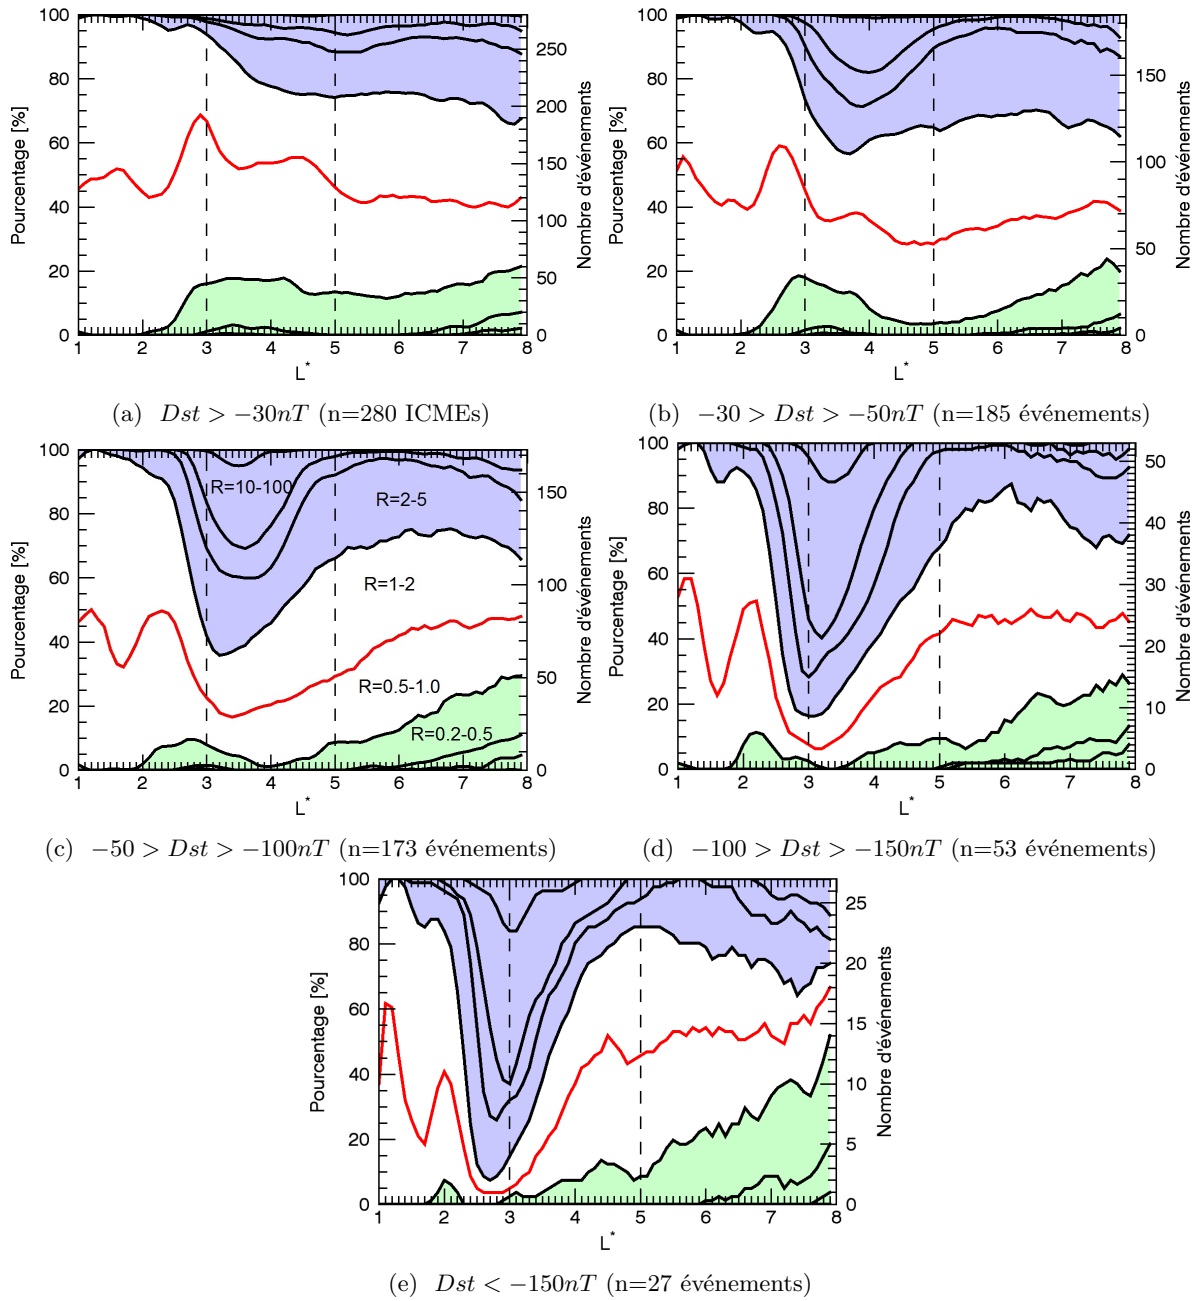 100
80
60
40
20
0
Pourcentage [%]
1 2 3 4 5 6 7 8
L*
250
200
150
100
50
0
Nombre d'événements
(a) Dst > −30nT (n=280 ICMEs)
100
80
60
40
20
0
Pourcentage [%]
1 2 3 4 5 6 7 8
L*
150
100
50
0
Nombre d'événements
(b) −30 > Dst > −50nT (n=185 événements)
100
80
60
40
20
0
Pourcentage [%]
R=10-100
R=2-5
R=1-2
R=0.5-1.0
R=0.2-0.5
1 2 3 4 5 6 7 8
L*
150
100
50
0
Nombre d'événements
(c) −50 > Dst > −100nT (n=173 événements)
100
80
60
40
20
0
Pourcentage [%]
1 2 3 4 5 6 7 8
L*
50
40
30
20
10
0
Nombre d'événements
(d) −100 > Dst > −150nT (n=53 événements)
100
80
60
40
20
0
Pourcentage [%]
1 2 3 4 5 6 7 8
L*
25
20
15
10
5
0
Nombre d'événements
(e) Dst < −150nT (n=27 événements)